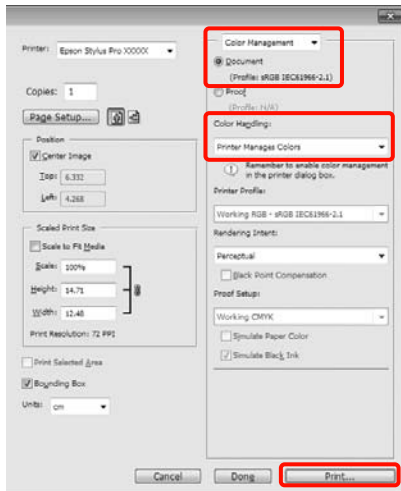 Printer: Epson Stylus Pro XXXXX
Copies: 1
Page Setup...
Position
Center Image
Top: 6.332
Left: 4.268
Scaled Print Size
Scale to Fit Media
Scale: 100%
Height: 14.71
Width: 12.48
Print Resolution: 72 PPI
Print Selected Area
Bounding Box
Units: cm
Color Management
Document
(Profile: sRGB IEC61966-2.1)
Proof
(Profile: N/A)
Color Handling:
Printer Manages Colors
Remember to enable color management
in the printer dialog box.
Printer Profile:
Working RGB - sRGB IEC61966-2.1
Rendering Intent:
Perceptual
Black Point Compensation
Proof Setup:
Working CMYK
Simulate Paper Color
Simulate Black Ink
Cancel
Done
Print...